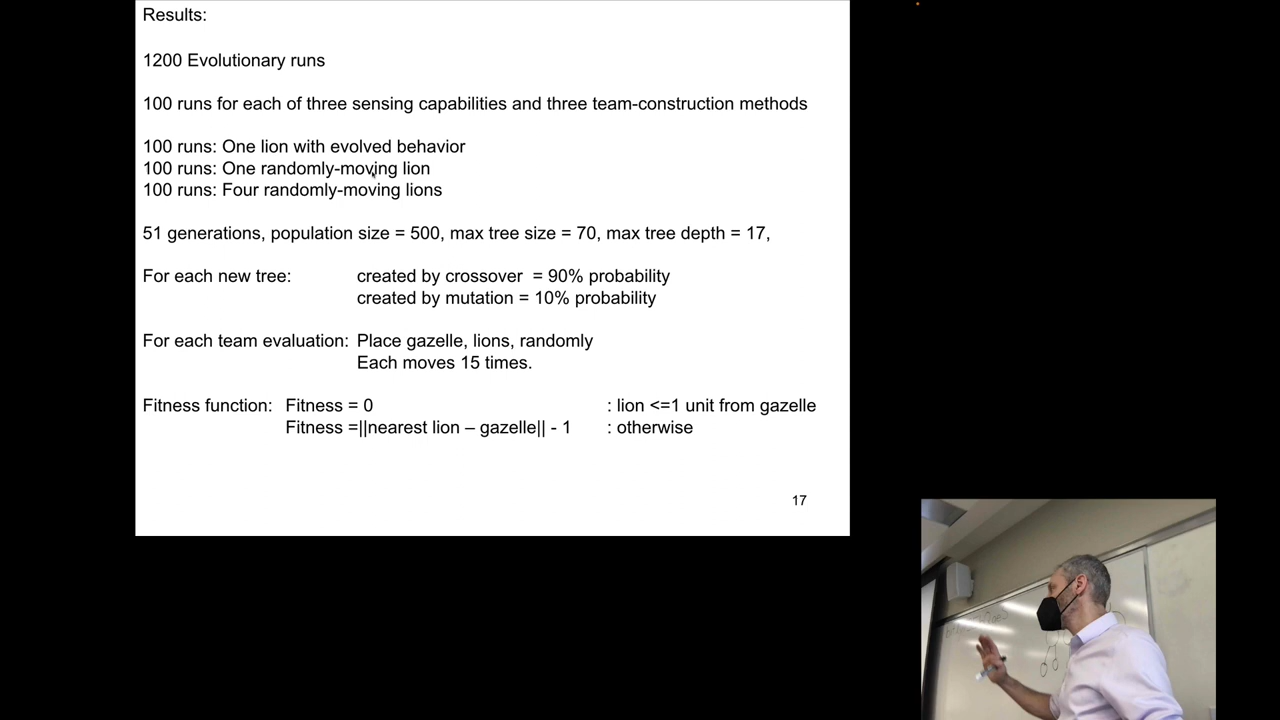 Results:
1200 Evolutionary runs
100 runs for each of three sensing capabilities and three team-construction methods
100 runs: One lion with evolved behavior
100 runs: One randomly-moving lion
100 runs: Four randomly-moving lions
51 generations, population size = 500, max tree size = 70, max tree depth = 17,
For each new tree: created by crossover = 90% probability
created by mutation = 10% probability
For each team evaluation: Place gazelle, lions, randomly
Each moves 15 times.
Fitness function: Fitness = 0 : lion <=1 unit from gazelle
Fitness =||nearest lion – gazelle|| - 1 : otherwise
17